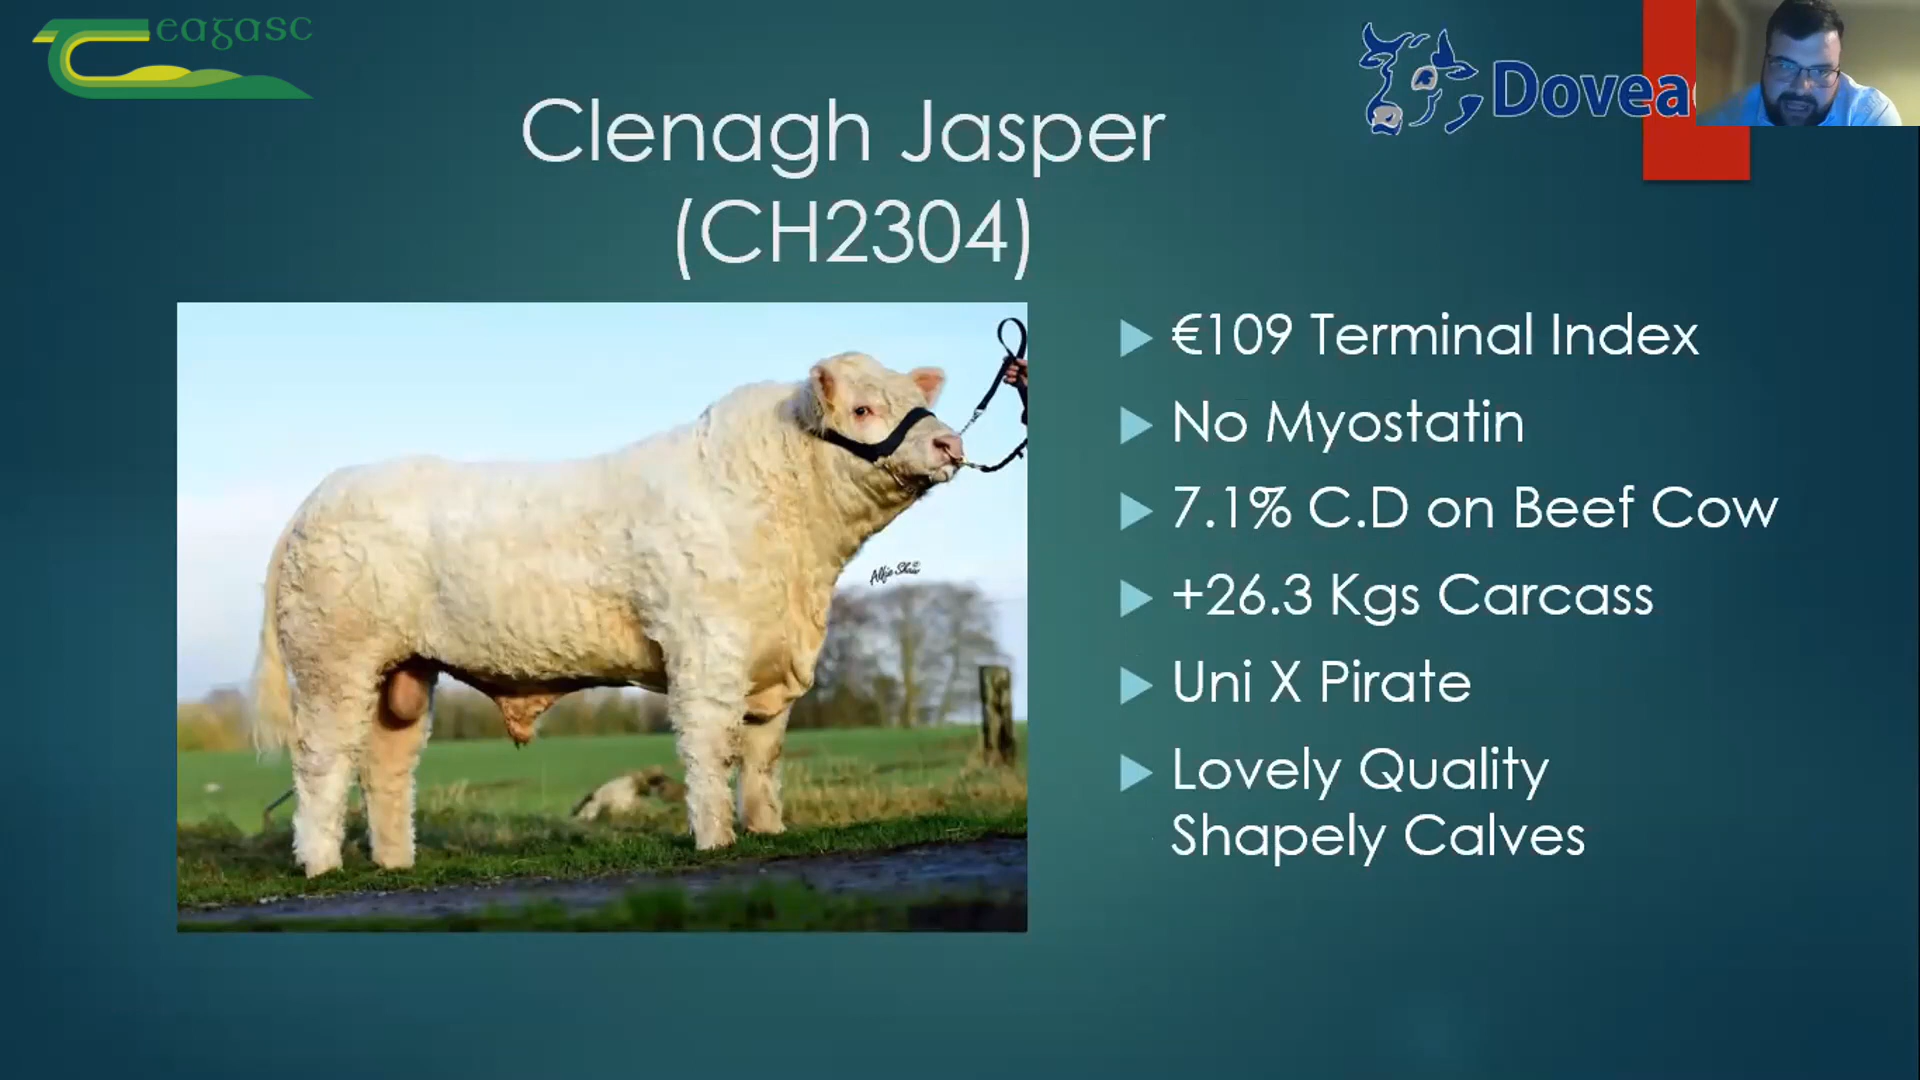 Teagasc
Dovea
Clenagh Jasper
(CH2304)
€109 Terminal Index
No Myostatin
7.1% C.D on Beef Cow
+26.3 Kgs Carcass
Uni X Pirate
Lovely Quality
Shapely Calves